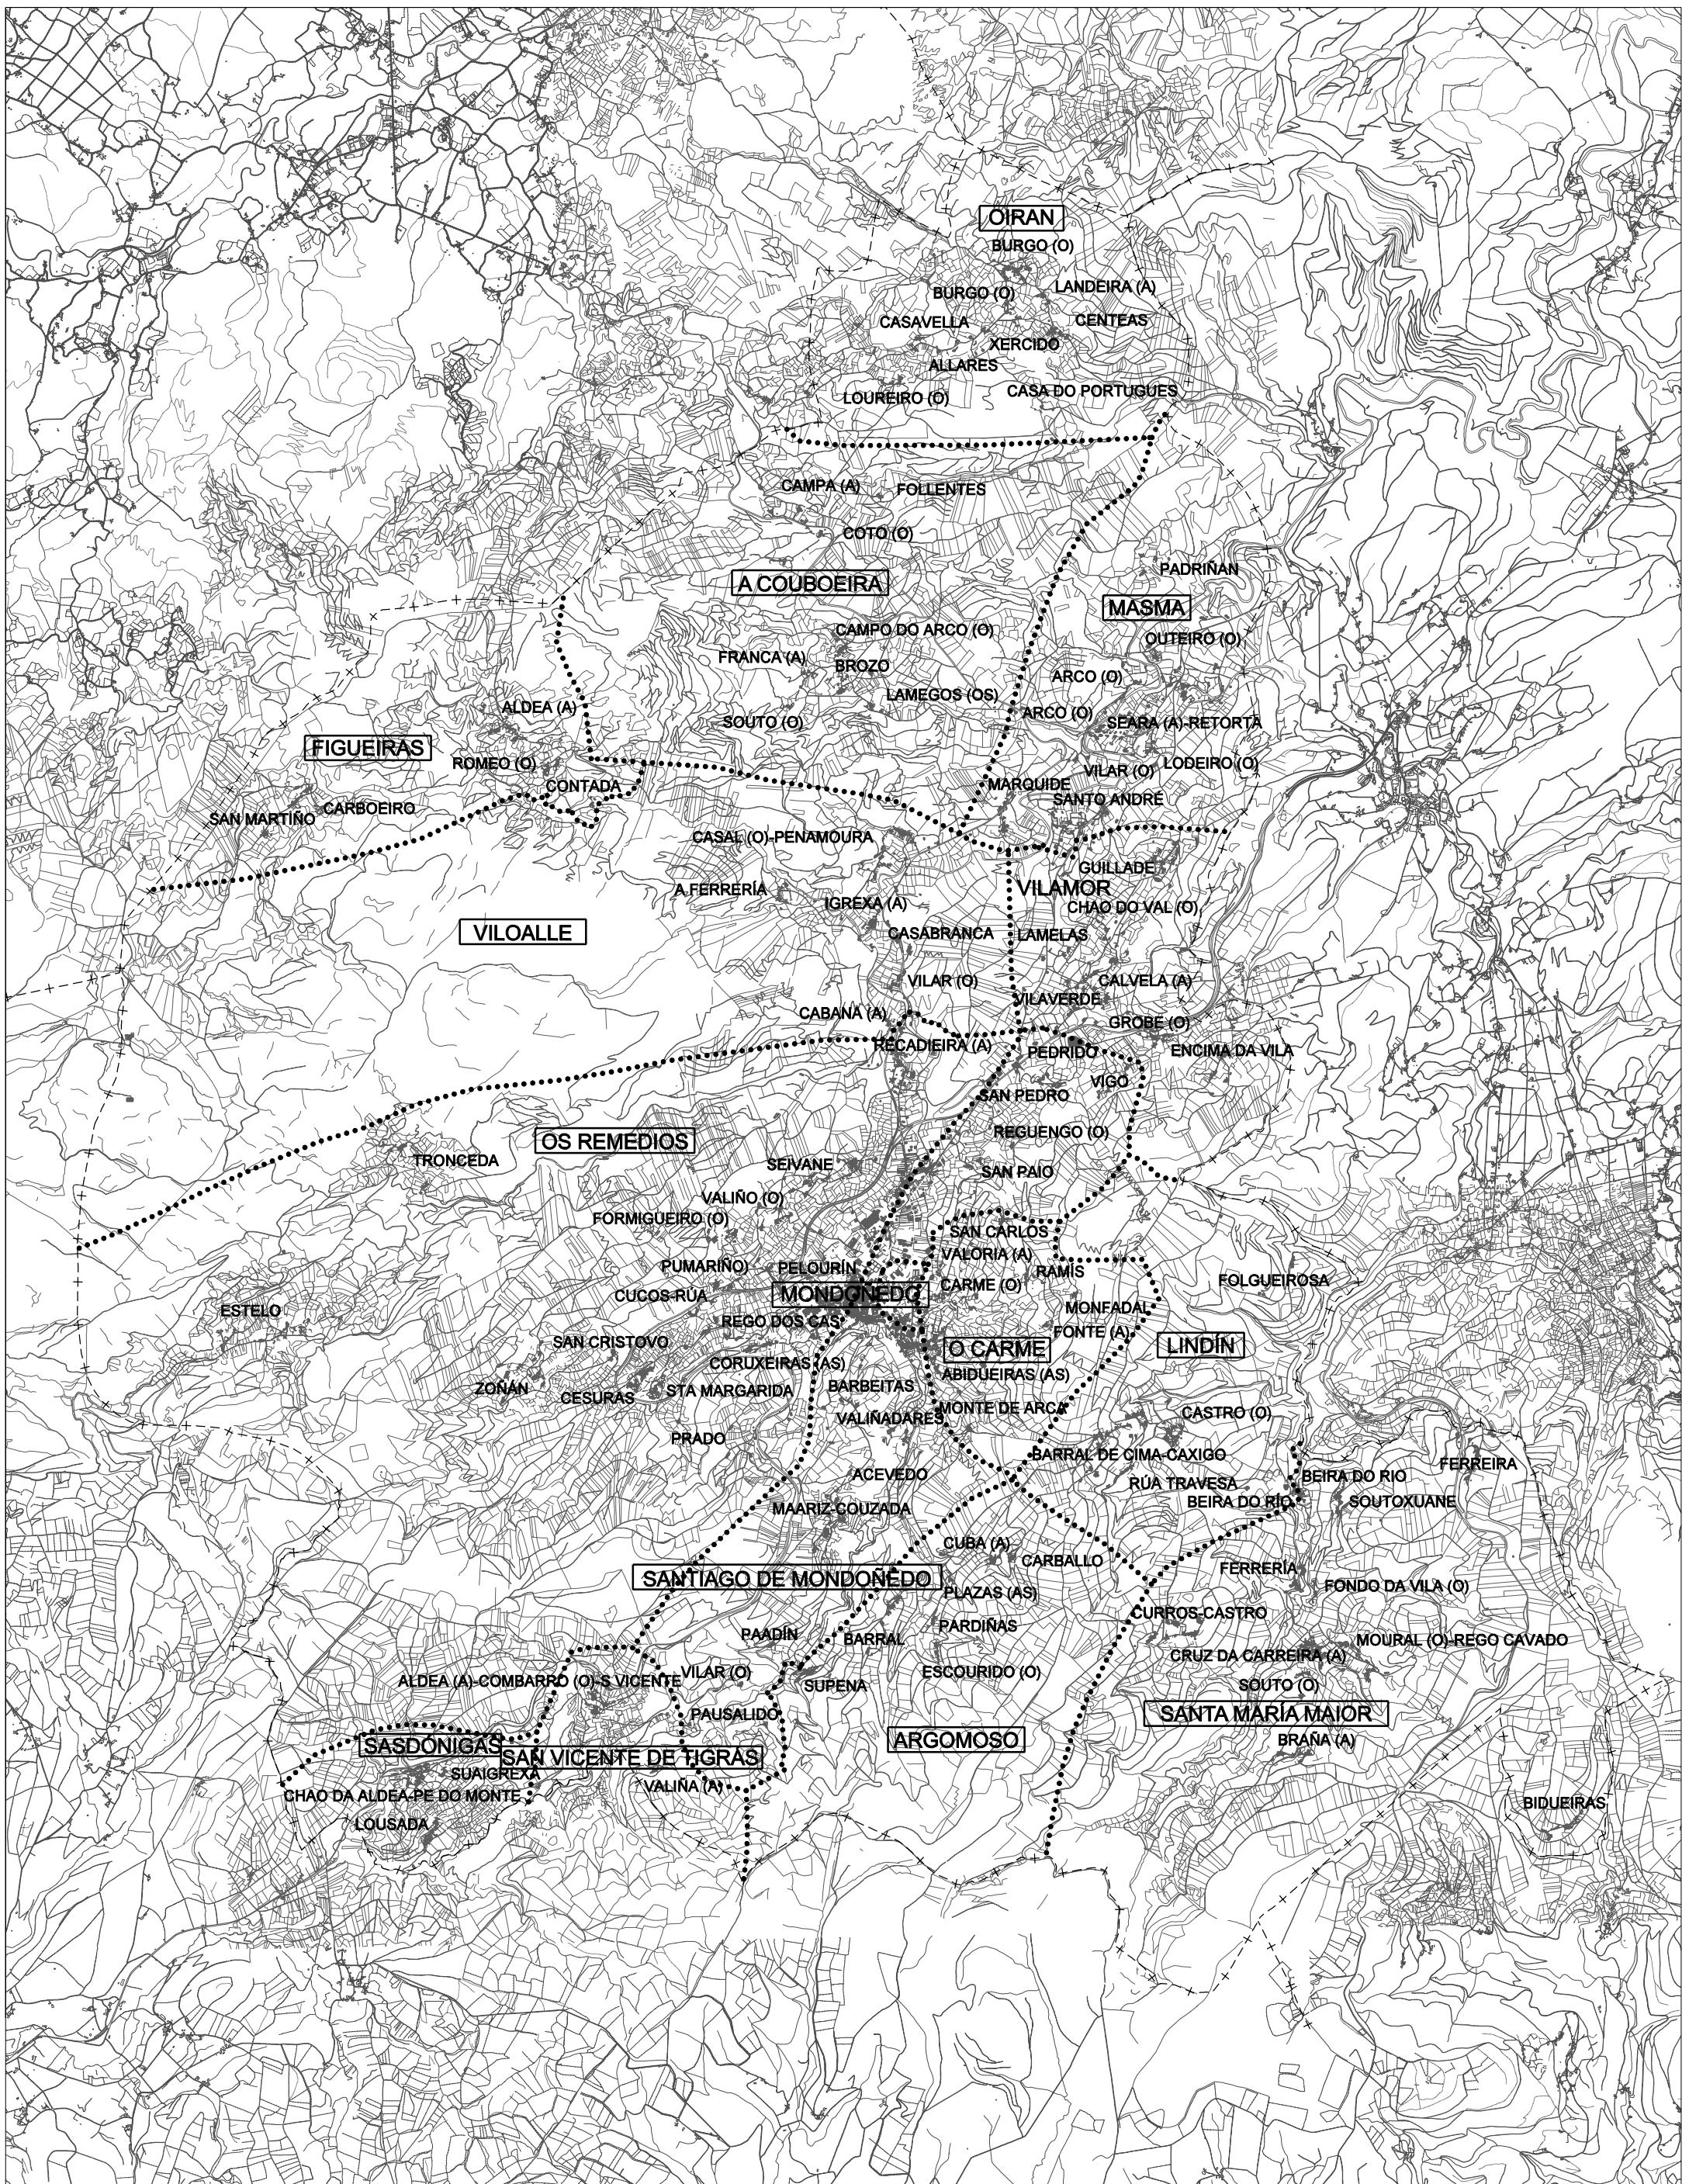 OIRAN
BURGO (O)
LANDEIRA (A)
BURGO (O)
CASAVELLA
CENTEAS
XERCIDO
ALLARES
CASA DO PORTUGUES
LOUREIRO (O)
CAMPA (A)
FOLLENTES
COTO (O)
PADRIÑAN
A COUBOEIRA
MASMA
CAMPO DO ARCO (O)
OUTEIRO (O)
FRANCA (A)
BROZO
ARCO (O)
LAMEGOS (OS)
ALDEA (A)
ARCO (O)
SOUTO (O)
SEARA (A)-RETORTA
FIGUEIRAS
ROMEO (O)
LODEIRO (O)
VILAR (O)
CONTADA
MARQUIDE
SANTO ANDRÉ
CARBOEIRO
SAN MARTIÑO
CASAL (O)-PENAMOURA
GUILLADE
A FERRERÍA
VILAMOR
IGREXA (A)
CHAO DO VAL (O)
VILOALLE
CASABRANCA
LAMELAS
VILAR (O)
CALVELA (A)
VILAVERDE
CABANA (A)
GROBE (O)
RECADIEIRA (A)
PEDRIDO
ENCIMA DA VILA
VIGO
SAN PEDRO
REGUENGO (O)
OS REMEDIOS
TRONCEDA
SEIVANE
SAN PAIO
VALIÑO (O)
FORMIGUEIRO (O)
SAN CARLOS
VALORIA (A)
PUMARIÑO)
PELOURÍN
RAMÍS
FOLGUEIROSA
CARME (O)
CUCOS-RÚA
MONDOÑEDO
ESTELO
MONFADAL
REGO DOS CAS
FONTE (A)
SAN CRISTOVO
O CARME
LINDÍN
CORUXEIRAS (AS)
ABIDUEIRAS (AS)
ZOÑÁN
CESURAS
STA MARGARIDA
BARBEITAS
MONTE DE ARCA
VALIÑADARES
CASTRO (O)
PRADO
BARRAL DE CIMA-CAXIGO
FERREIRA
ACEVEDO
BEIRA DO RIO
RÚA TRAVESA
BEIRA DO RÍO
SOUTOXUANE
MAARIZ-COUZADA
CUBA (A)
CARBALLO
FERRERÍA
SANTIAGO DE MONDOÑEDO
FONDO DA VILA (O)
PLAZAS (AS)
CURROS-CASTRO
PARDIÑAS
PAADÍN
BARRAL
MOURAL (O)-REGO CAVADO
CRUZ DA CARREIRA (A)
VILAR (O)
ESCOURIDO (O)
ALDEA (A)-COMBARRO (O)-S VICENTE
SUPENA
SOUTO (O)
PAUSALIDO
SANTA MARÍA MAIOR
ARGOMOSO
BRAÑA (A)
SASDÓNIGAS
SAN VICENTE DE TIGRÁS
SUAIGREXA
VALIÑA (A)
CHAO DA ALDEA-PE DO MONTE
BIDUEIRAS
LOUSADA